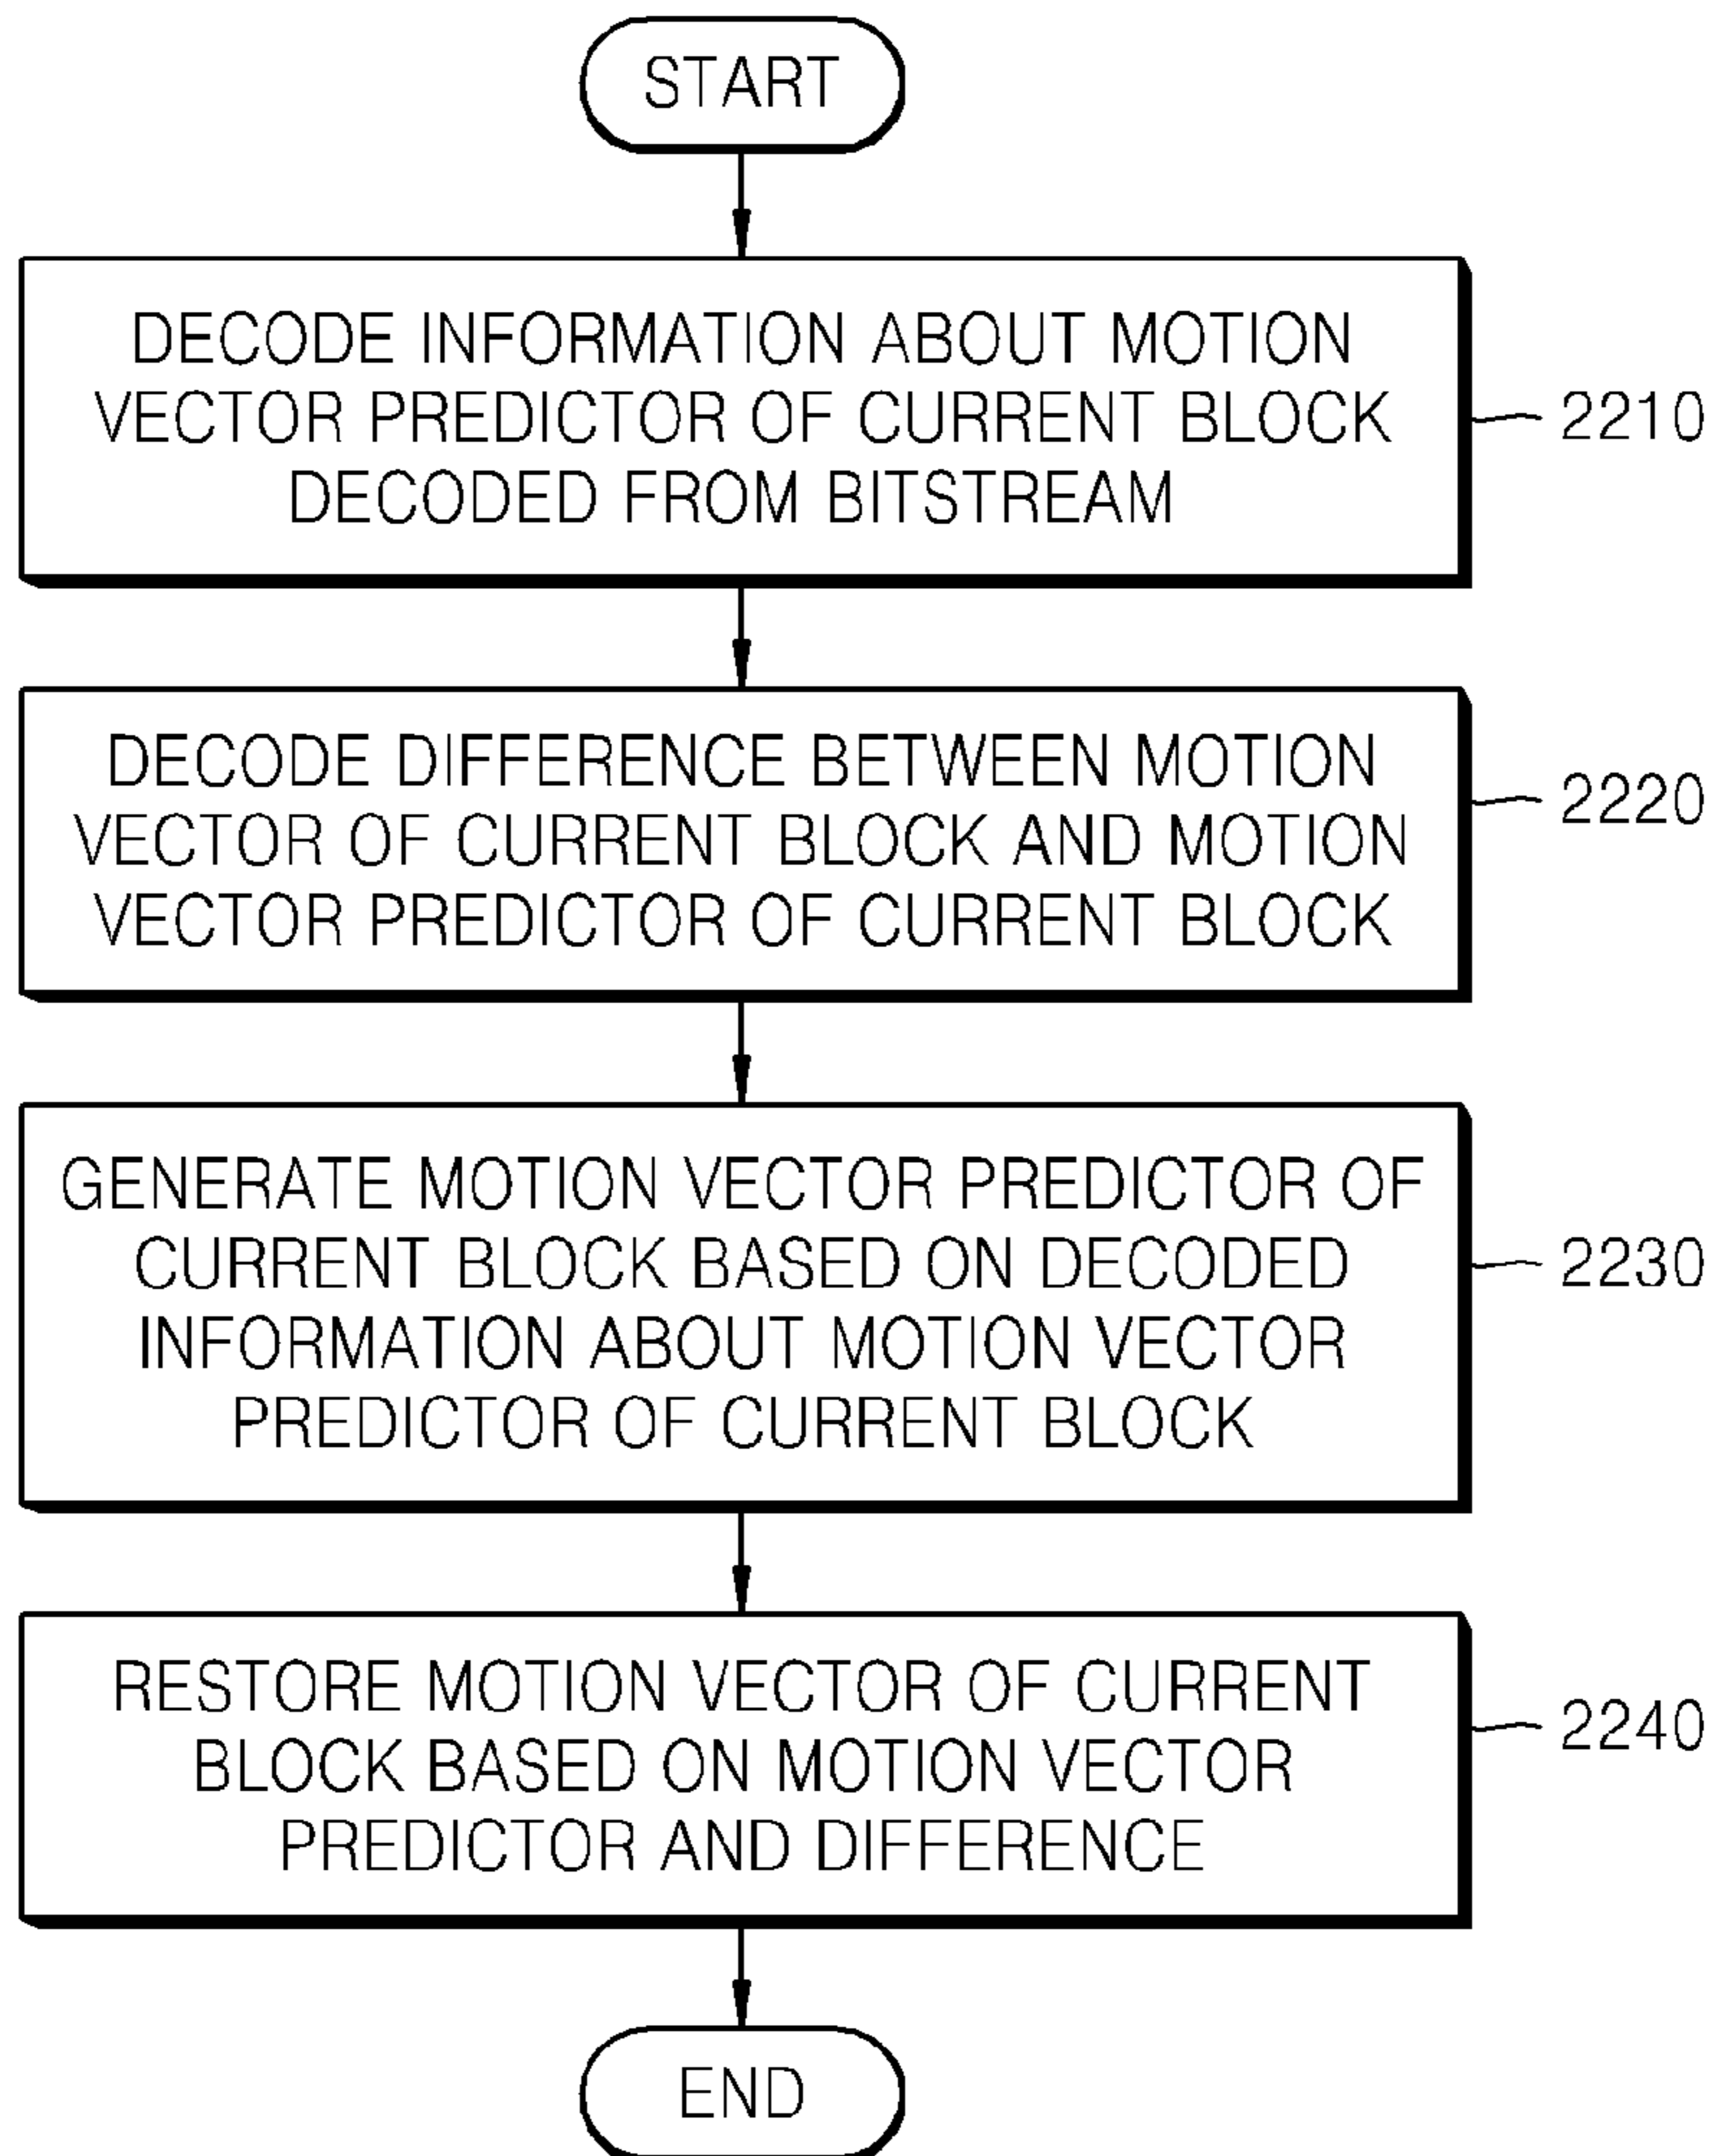 START
DECODE INFORMATION ABOUT MOTION
VECTOR PREDICTOR OF CURRENT BLOCK
DECODED FROM BITSTREAM
2210
DECODE DIFFERENCE BETWEEN MOTION
VECTOR OF CURRENT BLOCK AND MOTION
VECTOR PREDICTOR OF CURRENT BLOCK
2220
GENERATE MOTION VECTOR PREDICTOR OF
CURRENT BLOCK BASED ON DECODED
INFORMATION ABOUT MOTION VECTOR
PREDICTOR OF CURRENT BLOCK
2230
RESTORE MOTION VECTOR OF CURRENT
BLOCK BASED ON MOTION VECTOR
PREDICTOR AND DIFFERENCE
2240
END